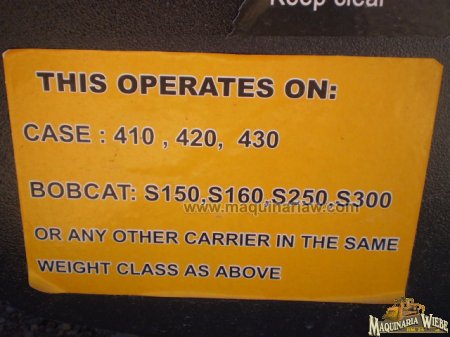 Keep clear
THIS OPERATES ON:
CASE : 410 , 420, 430
BOBCAT: S150,S160,S250,S300
www.maquinariaw.com
OR ANY OTHER CARRIER IN THE SAME
WEIGHT CLASS AS ABOVE
MAQUINARIA WIEBE